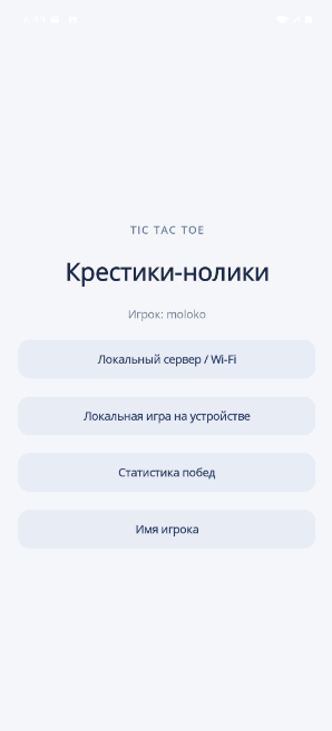 TIC TAC TOE
Крестики-нолики
Игрок: moloko
Локальный сервер / Wi-Fi
Локальная игра на устройстве
Статистика побед
Имя игрока